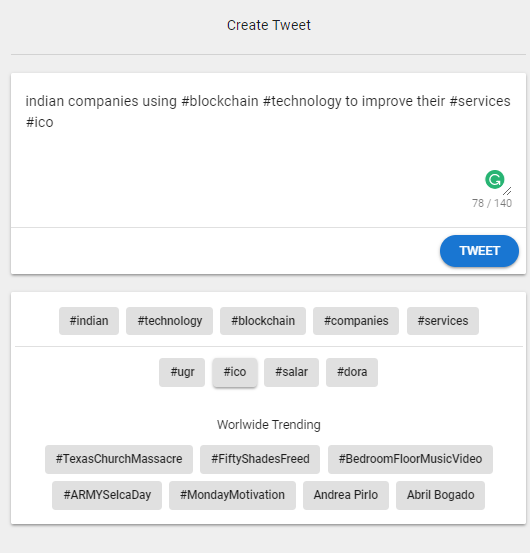 Create Tweet
indian companies using #blockchain #technology to improve their #services
#ico
78 / 140
TWEET
#indian #technology #blockchain #companies #services
#ugr #ico #salar #dora
Worlwide Trending
#TexasChurchMassacre #FiftyShadesFreed #BedroomFloorMusicVideo
#ARMYSelcaDay #MondayMotivation Andrea Pirlo Abril Bogado